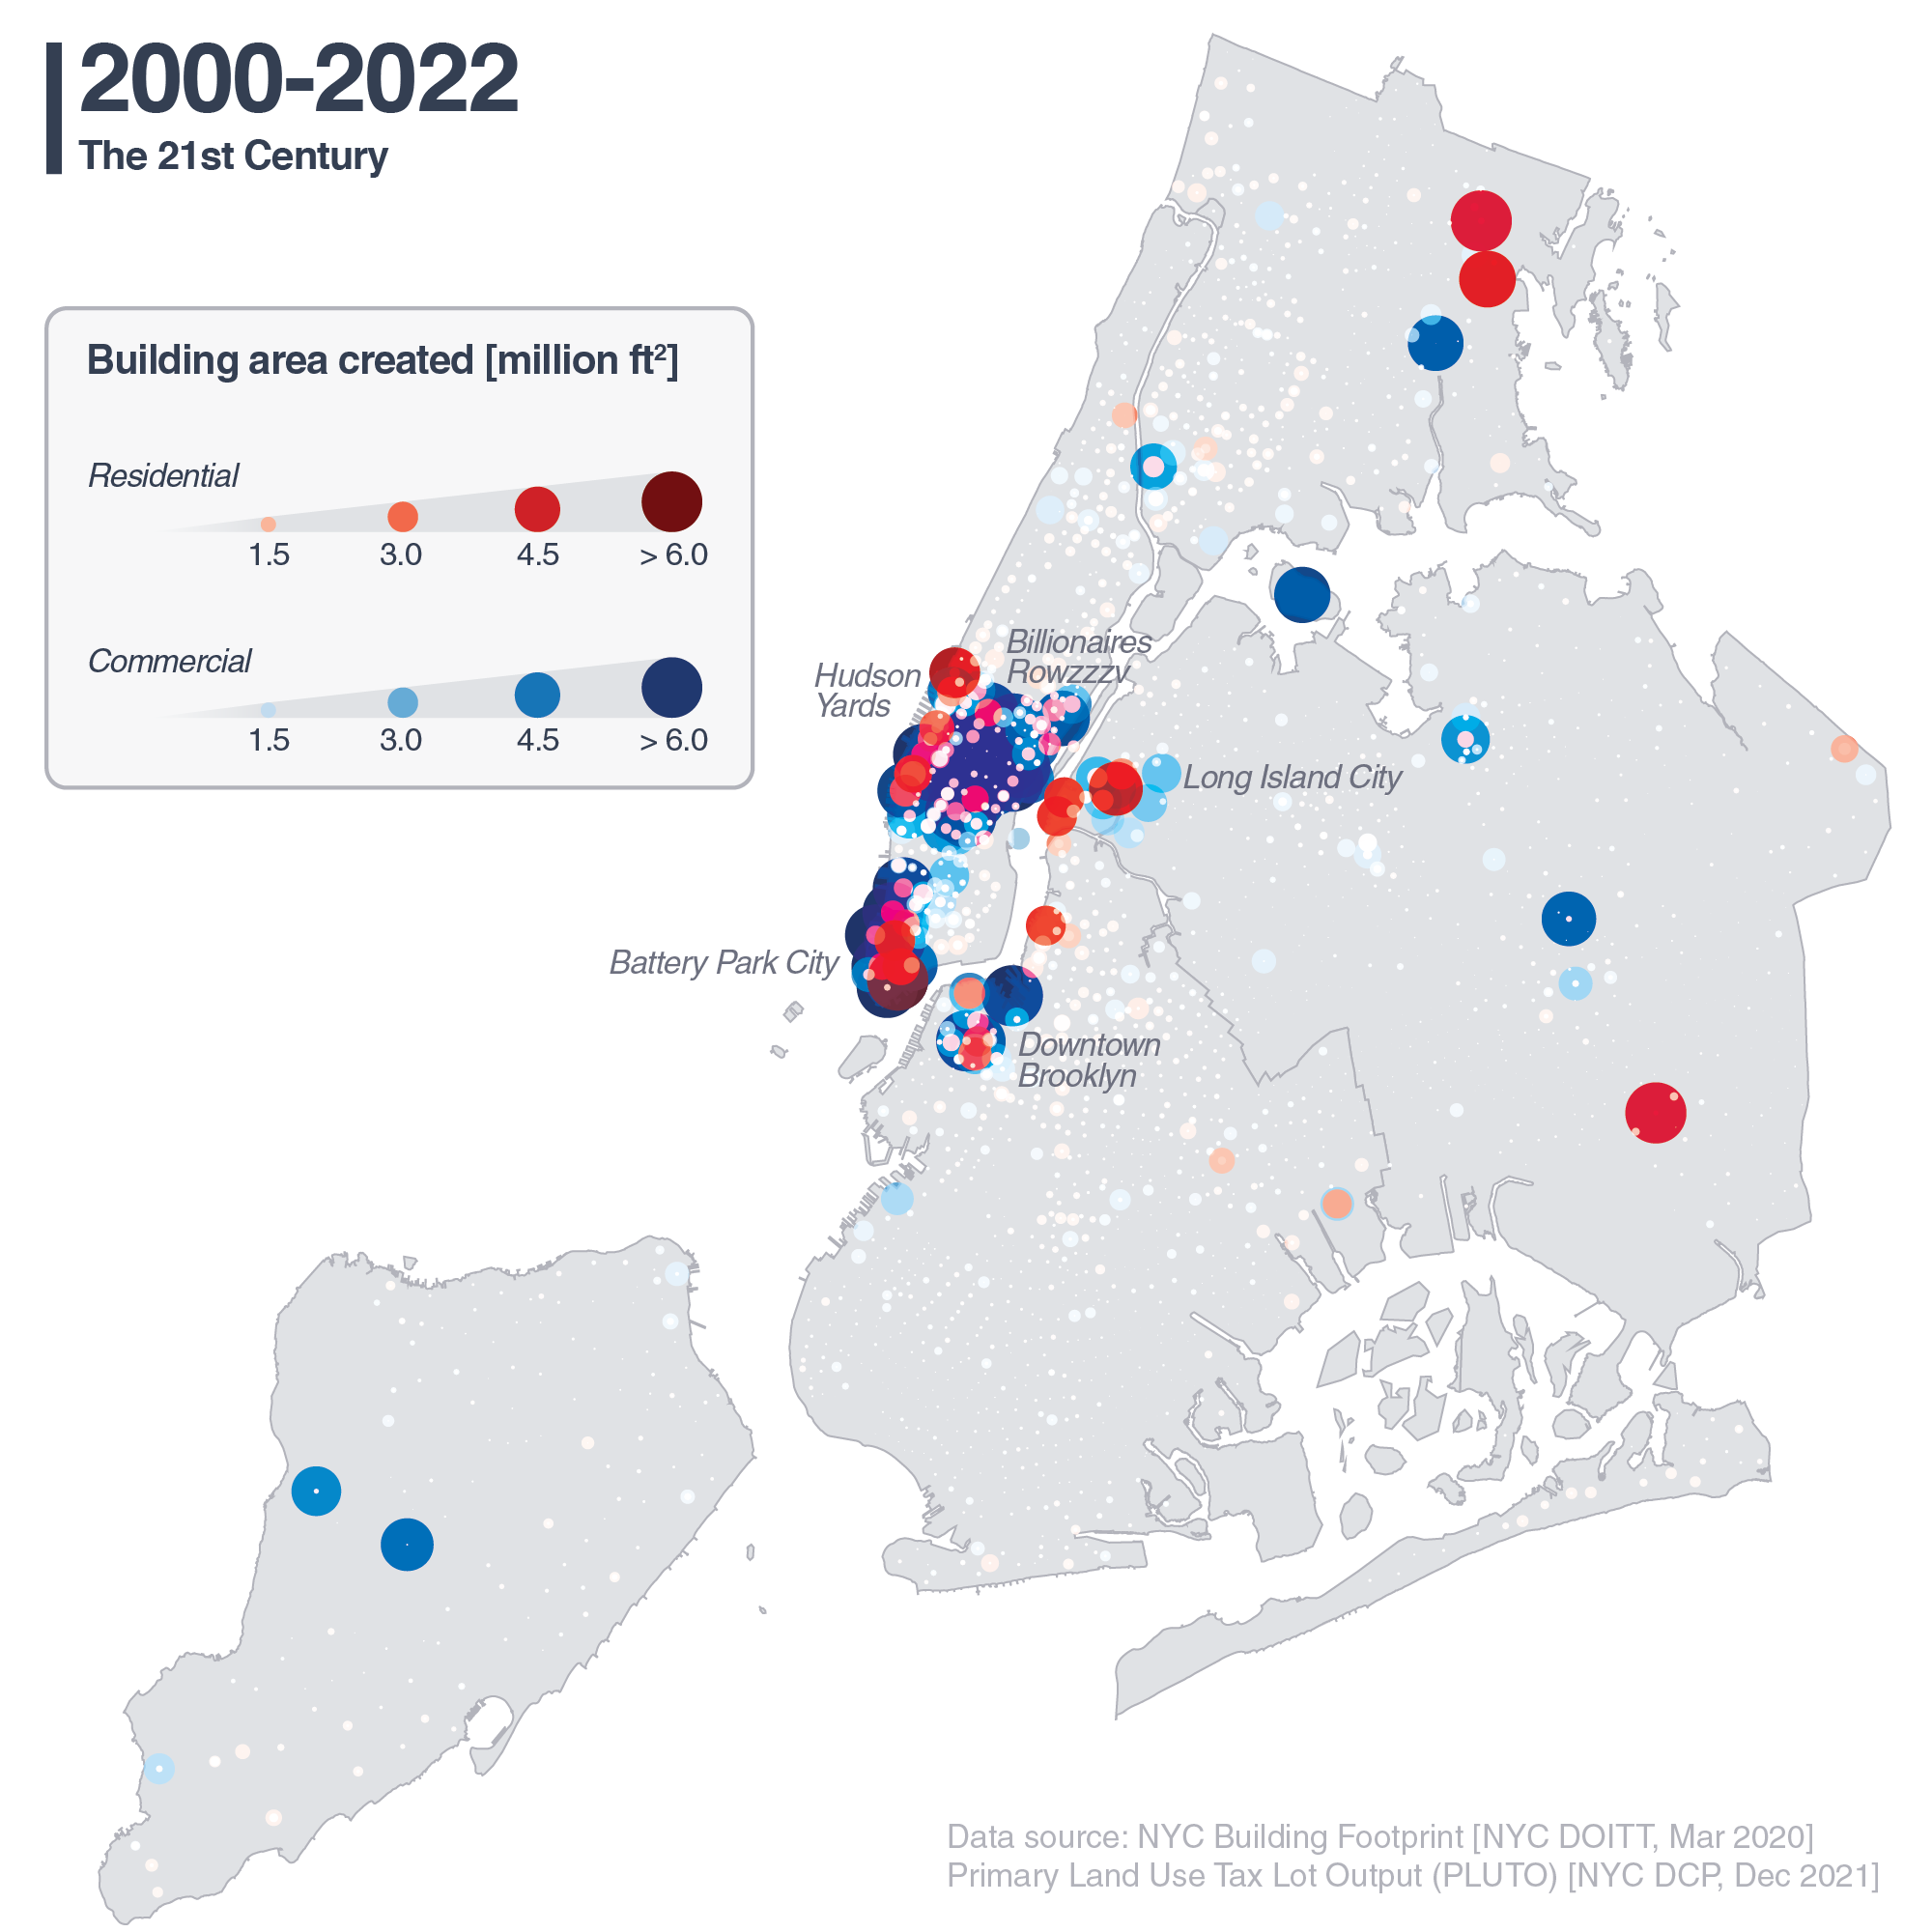 2000-2022
The 21st Century
Building area created [million ft²]
Residential
1.5 3.0 4.5 > 6.0
Commercial
1.5 3.0 4.5 > 6.0
Billionaires
Rowzzzv
Hudson
Yards
Long Island City
Battery Park City
Downtown
Brooklyn
Data source: NYC Building Footprint [NYC DOITT, Mar 2020]
Primary Land Use Tax Lot Output (PLUTO) [NYC DCP, Dec 2021]